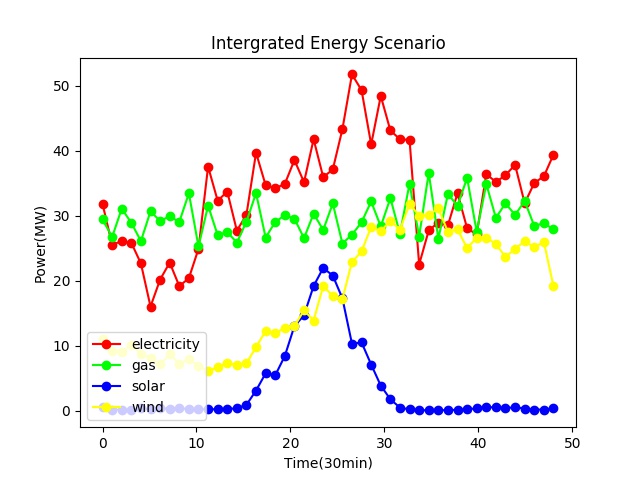 Intergrated Energy Scenario
Power(MW)
50
40
30
20
10
0
electricity
gas
solar
wind
0 10 20 30 40 50
Time(30min)